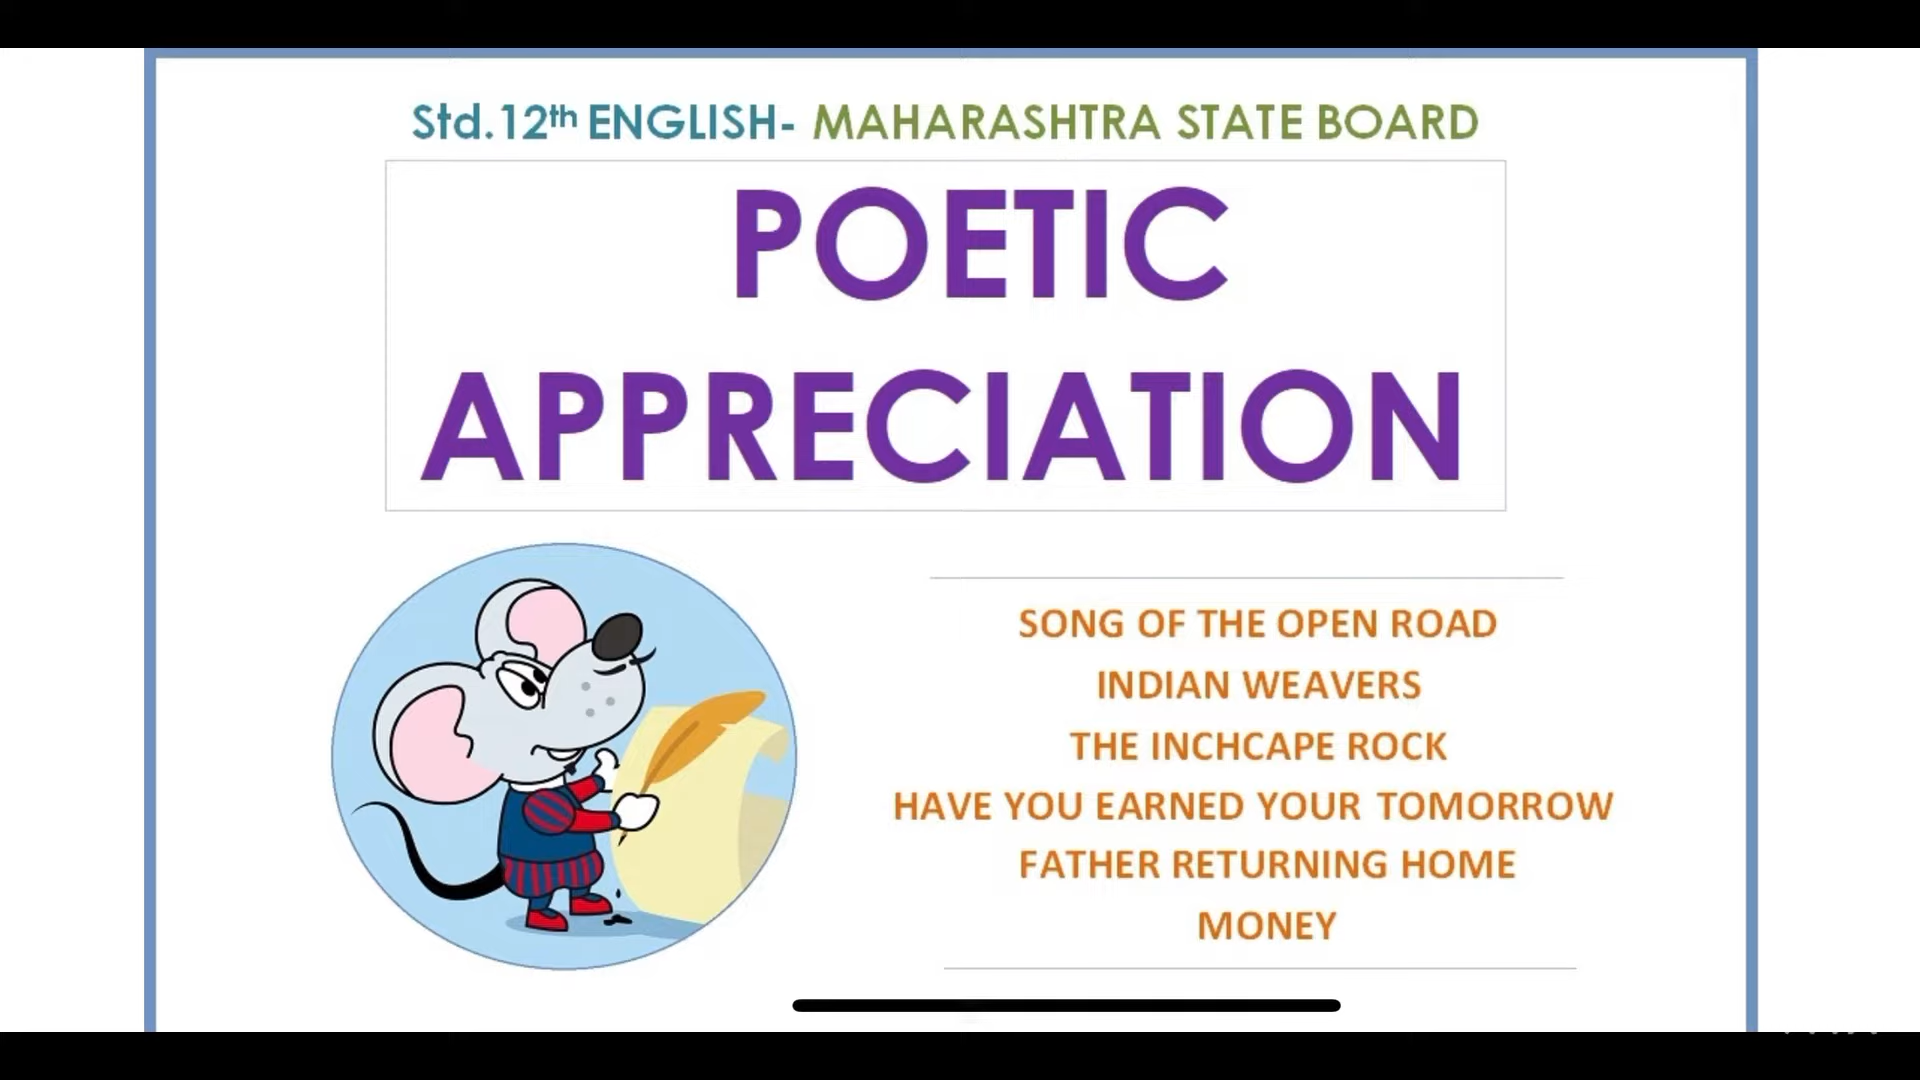 Std.12th ENGLISH- MAHARASHTRA STATE BOARD
POETIC
APPRECIATION
SONG OF THE OPEN ROAD
INDIAN WEAVERS
THE INCHCAPE ROCK
HAVE YOU EARNED YOUR TOMORROW
FATHER RETURNING HOME
MONEY